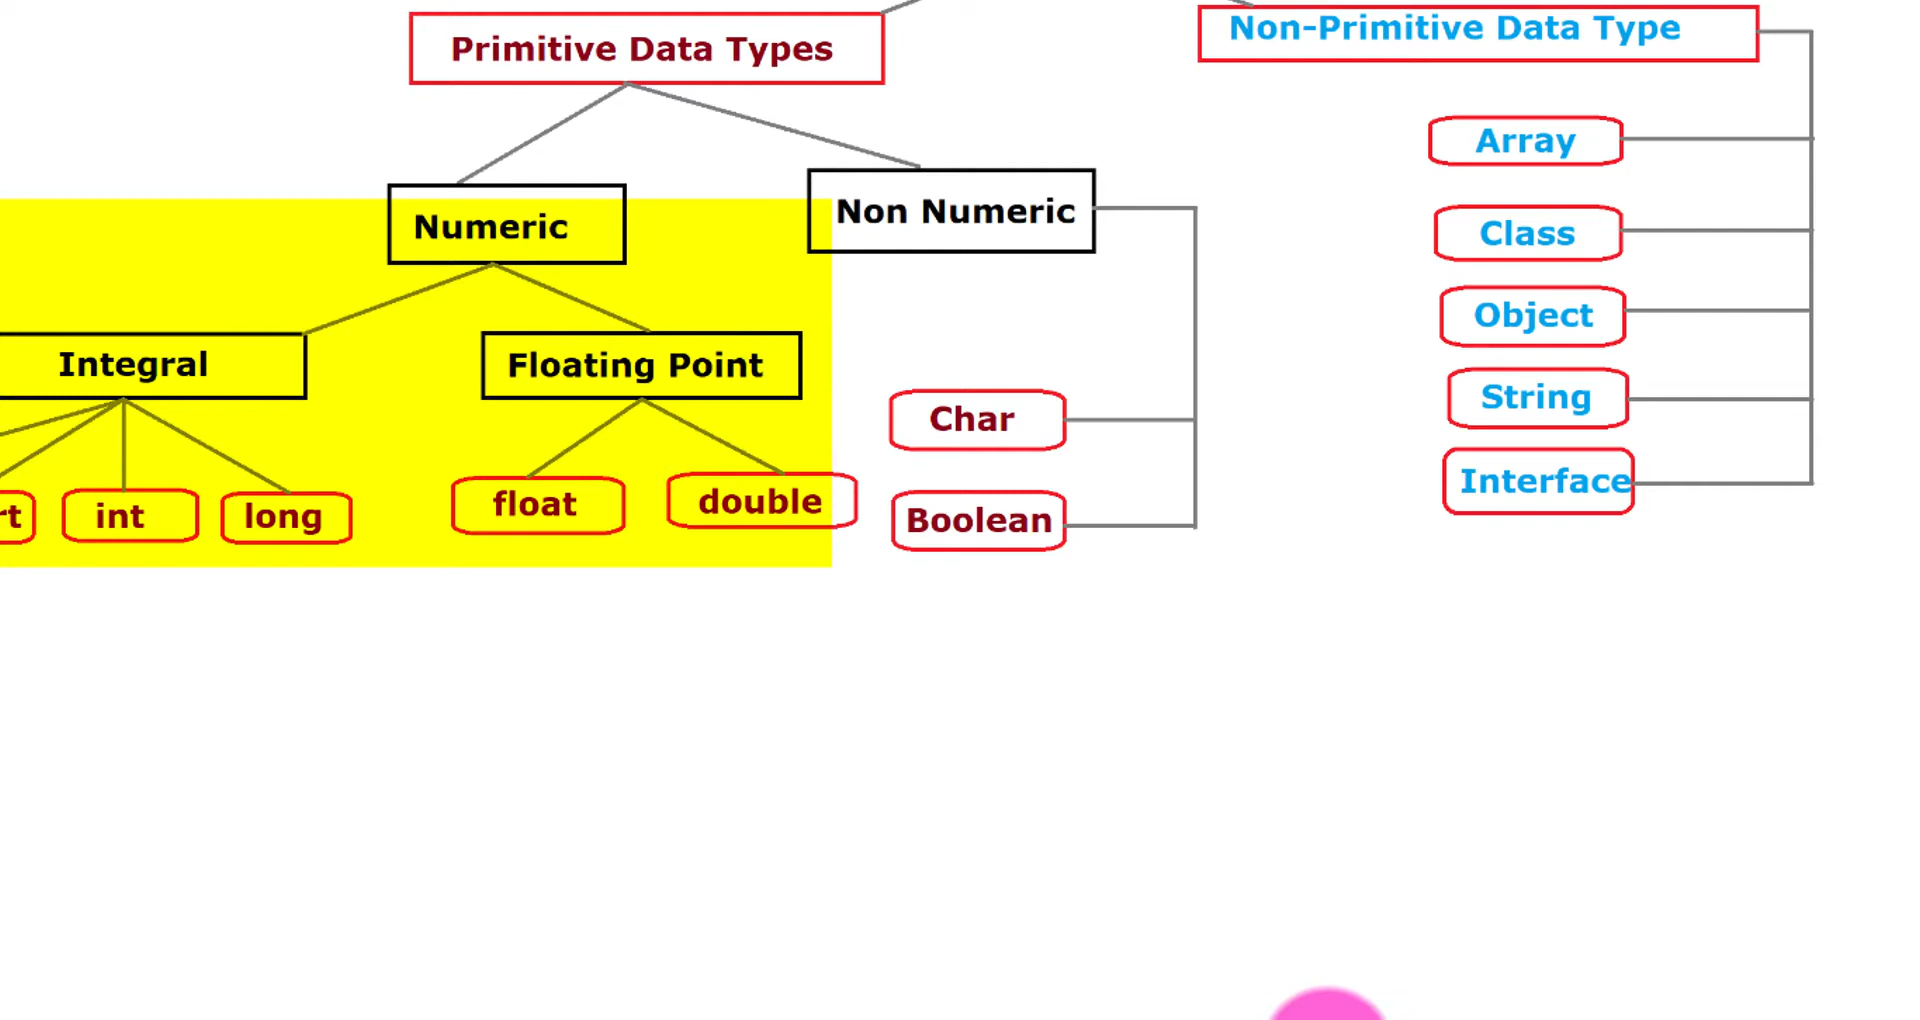 Primitive Data Types
Non-Primitive Data Type
Array
Numeric
Non Numeric
Class
Object
Integral
Floating Point
Char
String
Interface
rt
int
long
float
double
Boolean